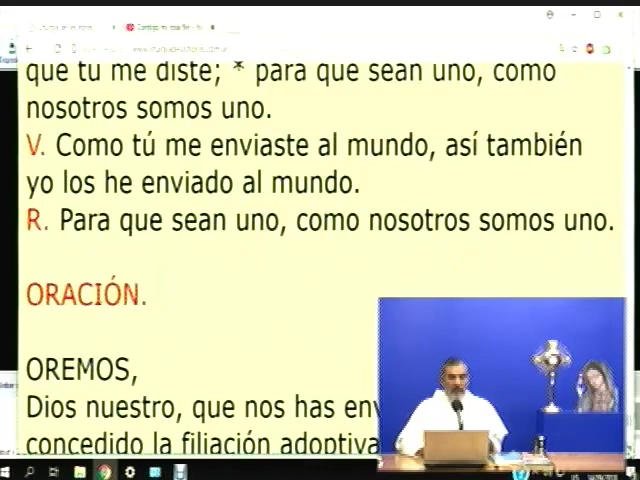 que tú me diste; * para que sean uno, como
nosotros somos uno.
V. Como tú me enviaste al mundo, así también
yo los he enviado al mundo.
R. Para que sean uno, como nosotros somos uno.
ORACIÓN.
OREMOS,
Dios nuestro, que nos has env
concedido la filiación adoptiva